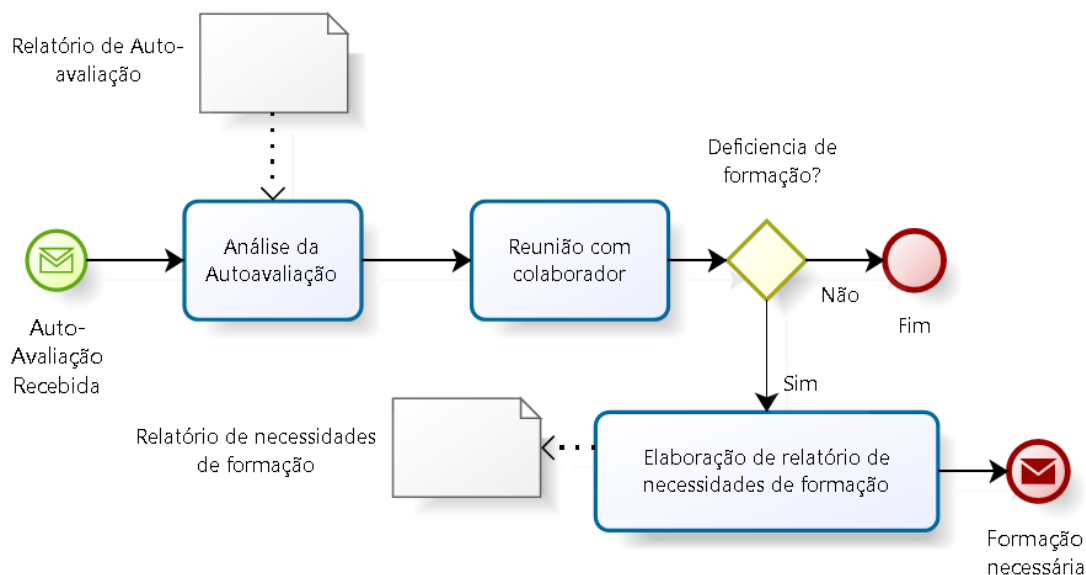 Relatório de Auto-
avaliação
Deficiencia de
formação?
Análise da
Autoavaliação
Reunião com
colaborador
Não
Auto-
Avaliação
Recebida
Fim
Sim
Relatório de necessidades
de formação
Elaboração de relatório de
necessidades de formação
Formação
necessária